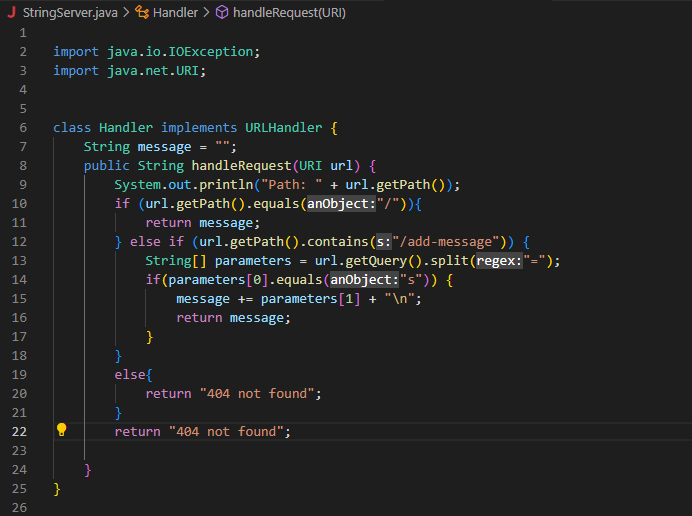 StringServer.java > Handler > handleRequest(URI)
1
2 import java.io.IOException;
3 import java.net.URI;
4
5
6 class Handler implements URLHandler {
7 String message = "";
8 public String handleRequest(URI url) {
9 System.out.println("Path: " + url.getPath());
10 if (url.getPath().equals(anObject:"/")){
11 return message;
12 } else if (url.getPath().contains(s:"/add-message")) {
13 String[] parameters = url.getQuery().split(regex:"=");
14 if(parameters[0].equals(anObject:"s")) {
15 message += parameters[1] + "\n";
16 return message;
17 }
18 }
19 else{
20 return "404 not found";
21 }
22 return "404 not found";
23
24 }
25 }
26